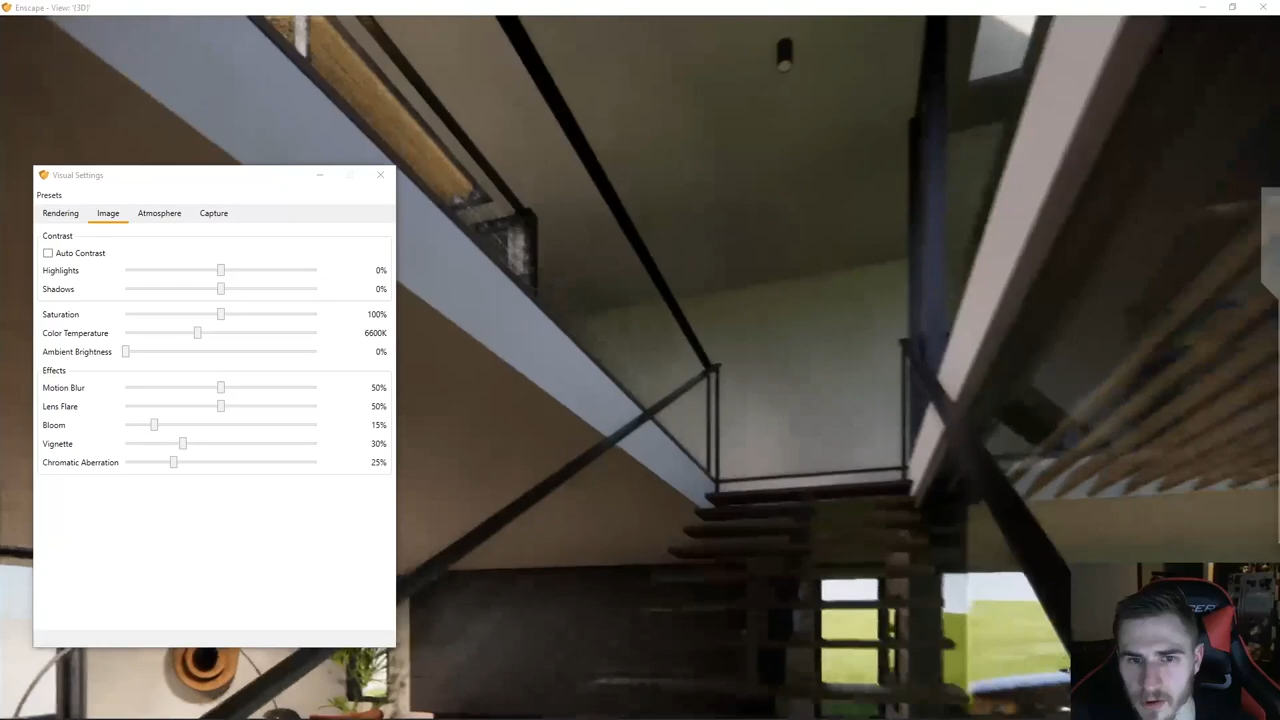 Enscape - View: '{3D}'
Visual Settings
Presets
Rendering Image Atmosphere Capture
Contrast
Auto Contrast
Highlights 0%
Shadows 0%
Saturation 100%
Color Temperature 6600K
Ambient Brightness 0%
Effects
Motion Blur 50%
Lens Flare 50%
Bloom 15%
Vignette 30%
Chromatic Aberration 25%